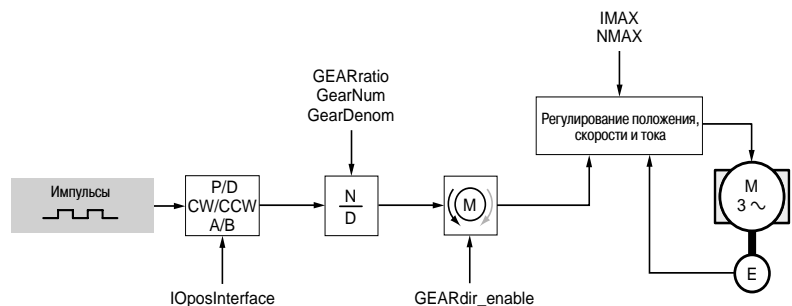 IMAX
NMAX
GEARratio
GearNum
GearDenom
Регулирование положения,
скорости и тока
Импульсы
P/D
CW/CCW
A/B
N
D
M
M
3 ~
E
IOposInterface
GEARdir_enable